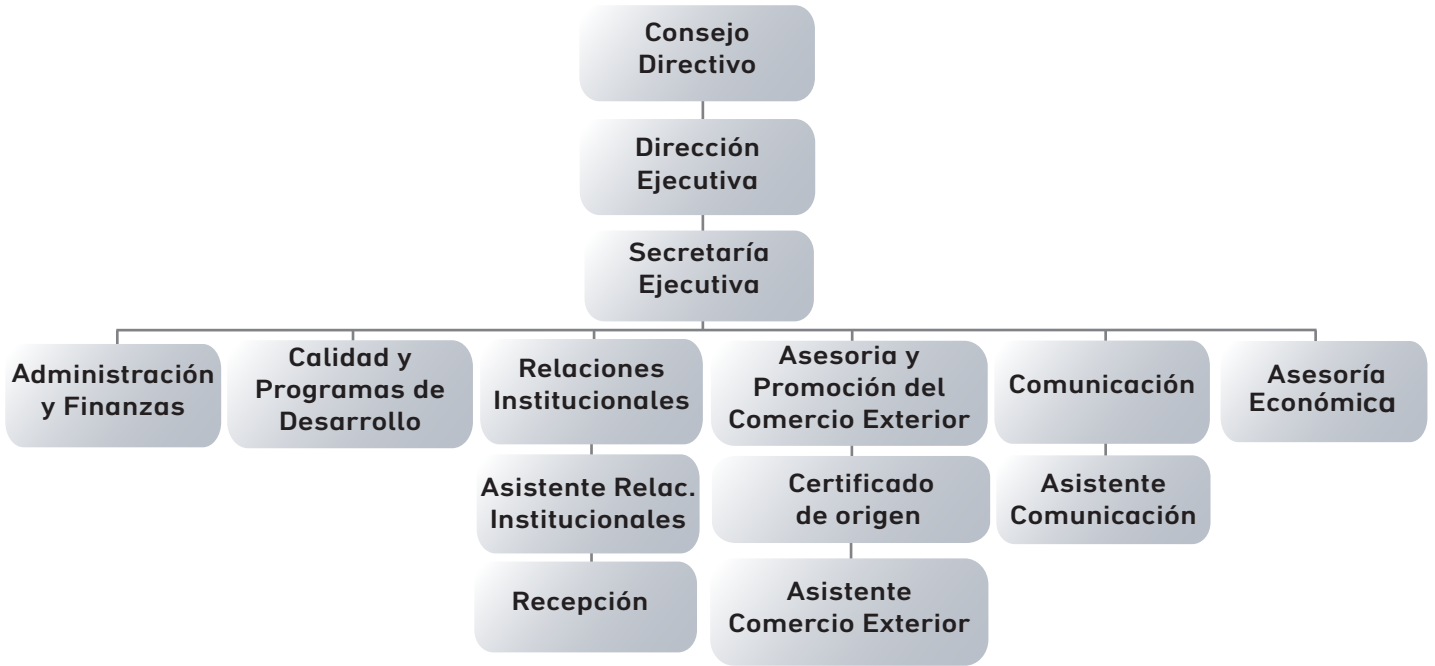 Consejo
Directivo
Dirección
Ejecutiva
Secretaría
Ejecutiva
Administración
y Finanzas
Calidad y
Programas de
Desarrollo
Relaciones
Institucionales
Asesoria y
Promoción del
Comercio Exterior
Comunicación
Asesoría
Económica
Asistente Relac.
Institucionales
Certificado
de origen
Asistente
Comunicación
Recepción
Asistente
Comercio Exterior